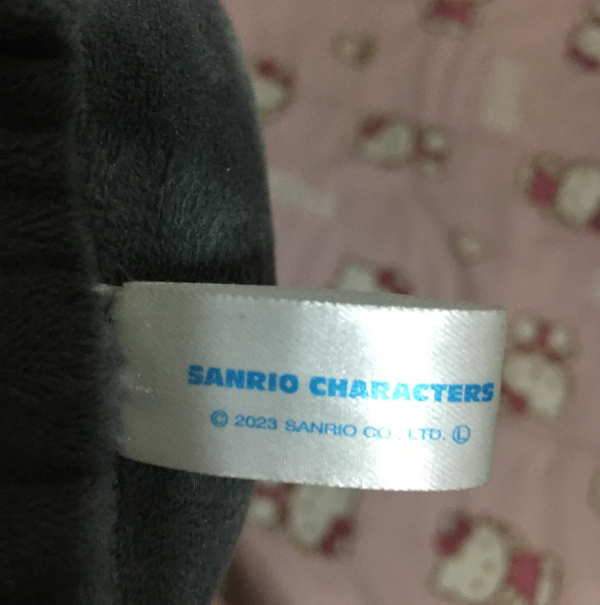 SANRIO CHARACTERS
© 2023 SANRIO CO., LTD. Ⓛ